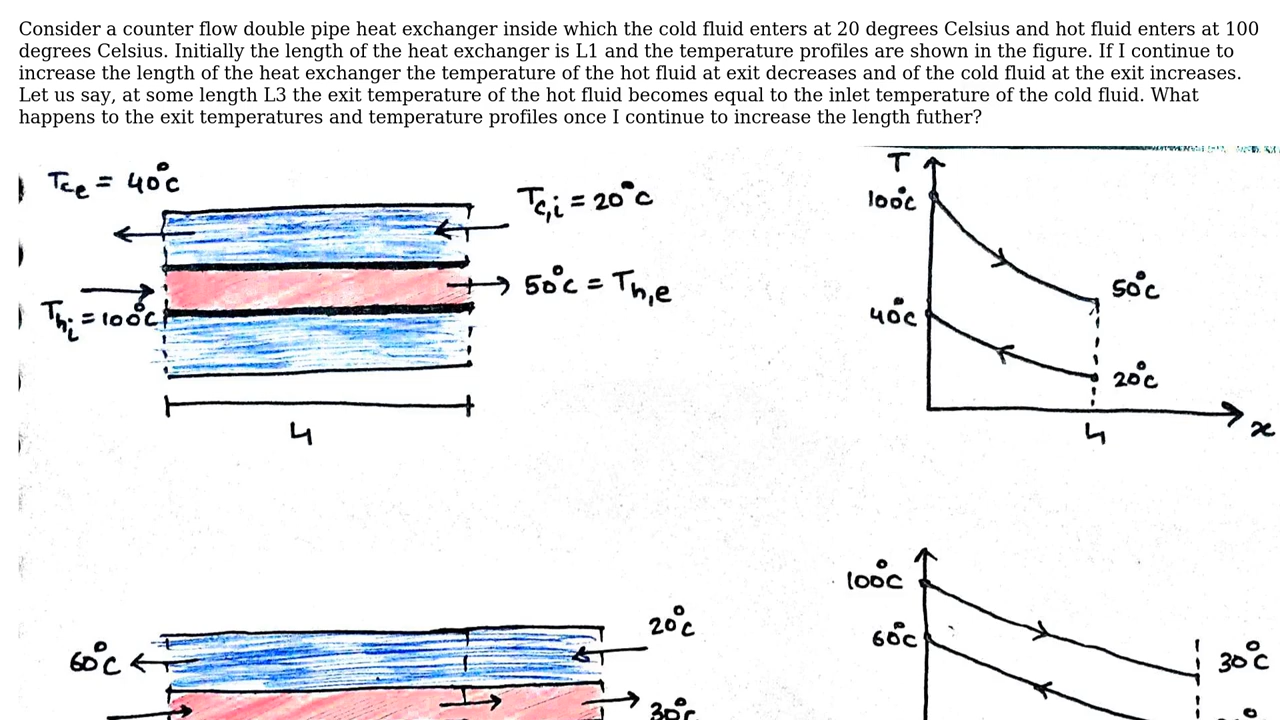 Consider a counter flow double pipe heat exchanger inside which the cold fluid enters at 20 degrees Celsius and hot fluid enters at 100
degrees Celsius. Initially the length of the heat exchanger is L1 and the temperature profiles are shown in the figure. If I continue to
increase the length of the heat exchanger the temperature of the hot fluid at exit decreases and of the cold fluid at the exit increases.
Let us say, at some length L3 the exit temperature of the hot fluid becomes equal to the inlet temperature of the cold fluid. What
happens to the exit temperatures and temperature profiles once I continue to increase the length futher?
Tce = 40°C
Tc,i = 20°C
50°C = Th,e
Thi = 100°C
L1
T
100°C
50°C
40°C
20°C
L1
x
20°C
60°C
30°C
100°C
60°C
30°C